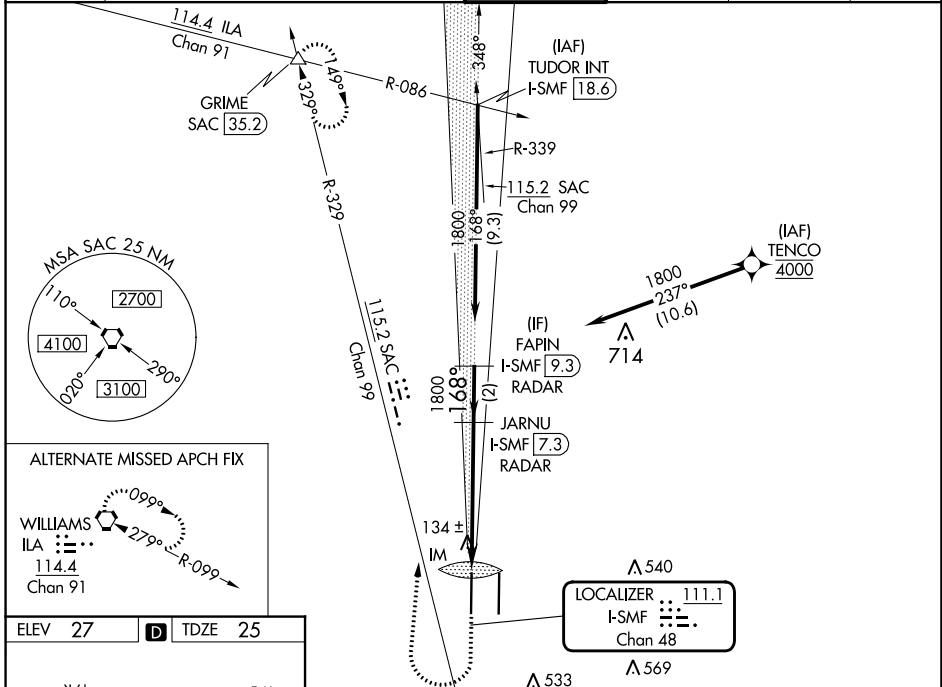 114.4 ILA
Chan 91
GRIME
SAC 35.2
329°
149°
R-086
348°
(IAF)
TUDOR INT
I-SMF 18.6
R-339
115.2 SAC
Chan 99
1800
168°
(9.3)
R-329
115.2 SAC
Chan 99
(IAF)
TENCO
4000
1800
237°
(10.6)
714
MSA SAC 25 NM
110°
2700
4100
020°
3100
290°
(IF)
FAPIN
I-SMF 9.3
RADAR
1800
168°
(2)
JARNU
I-SMF 7.3
RADAR
134 ±
IM
ALTERNATE MISSED APCH FIX
099°
WILLIAMS
ILA
114.4
Chan 91
279°
R-099
540
LOCALIZER 111.1
I-SMF
Chan 48
569
533
ELEV 27 D TDZE 25